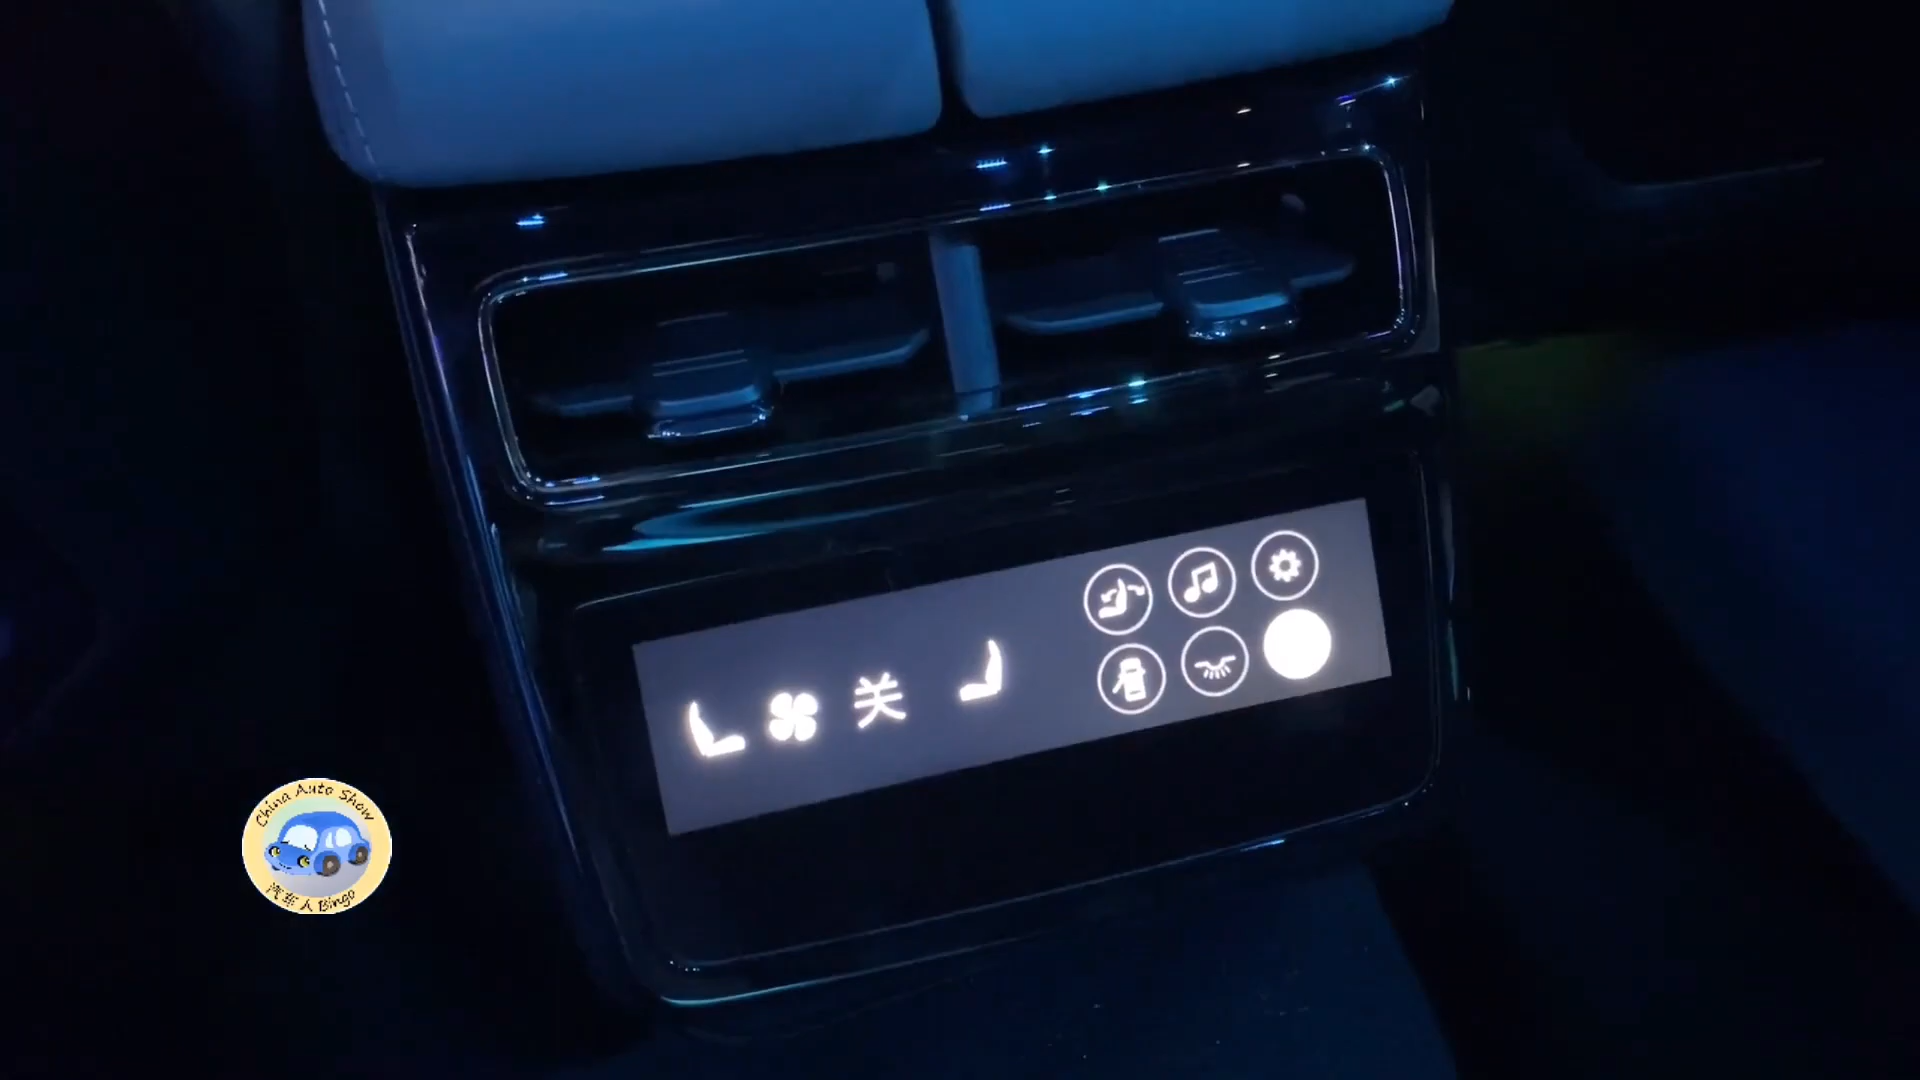 关
China Auto Show
汽车人Bingo